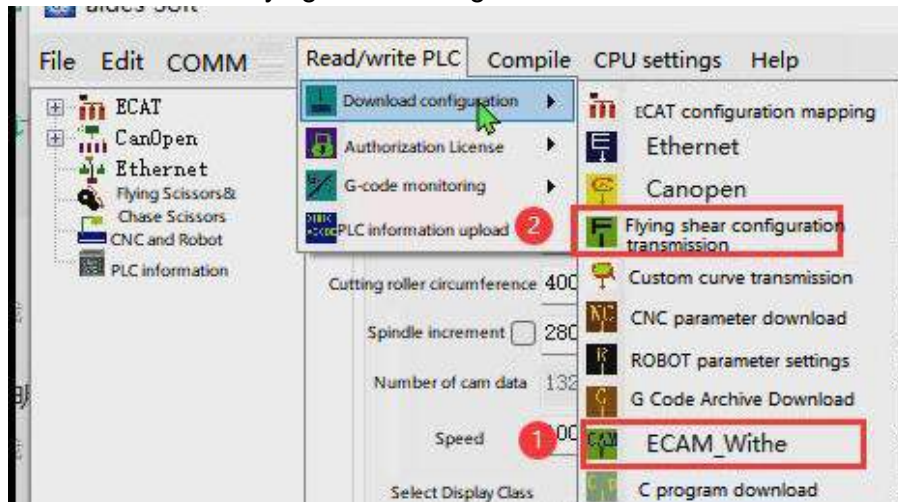 File Edit COMM Read/write PLC Compile CPU settings Help
ECAT
CanOpen
Ethernet
Flying Scissors&
Chase Scissors
CNC and Robot
PLC information
Download configuration
Authorization License
G-code monitoring
PLC information upload
2
Cutting roller circumference 400
Spindle increment 280
Number of cam data 132
Speed
1
Select Display Class
ECAT configuration mapping
Ethernet
Canopen
Flying shear configuration
transmission
Custom curve transmission
CNC parameter download
ROBOT parameter settings
G Code Archive Download
ECAM_Withe
C program download